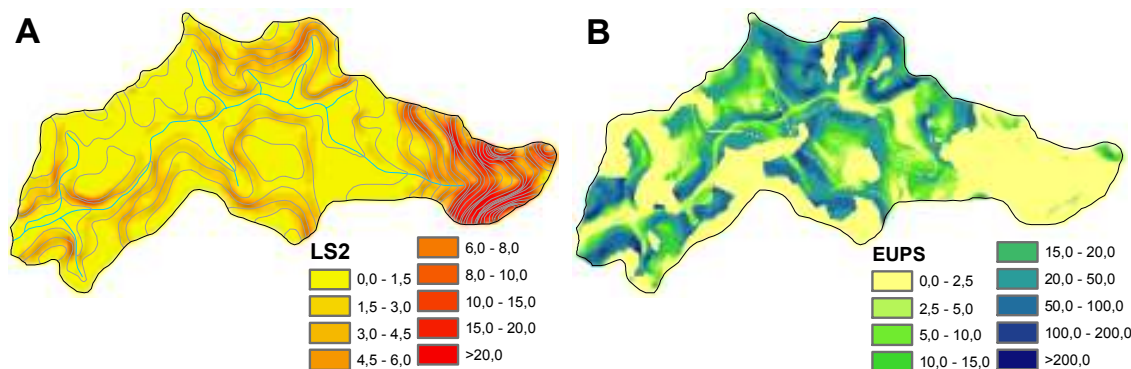 A
LS2
0,0 - 1,5
1,5 - 3,0
3,0 - 4,5
4,5 - 6,0
6,0 - 8,0
8,0 - 10,0
10,0 - 15,0
15,0 - 20,0
>20,0
B
EUPS
0,0 - 2,5
2,5 - 5,0
5,0 - 10,0
10,0 - 15,0
15,0 - 20,0
20,0 - 50,0
50,0 - 100,0
100,0 - 200,0
>200,0